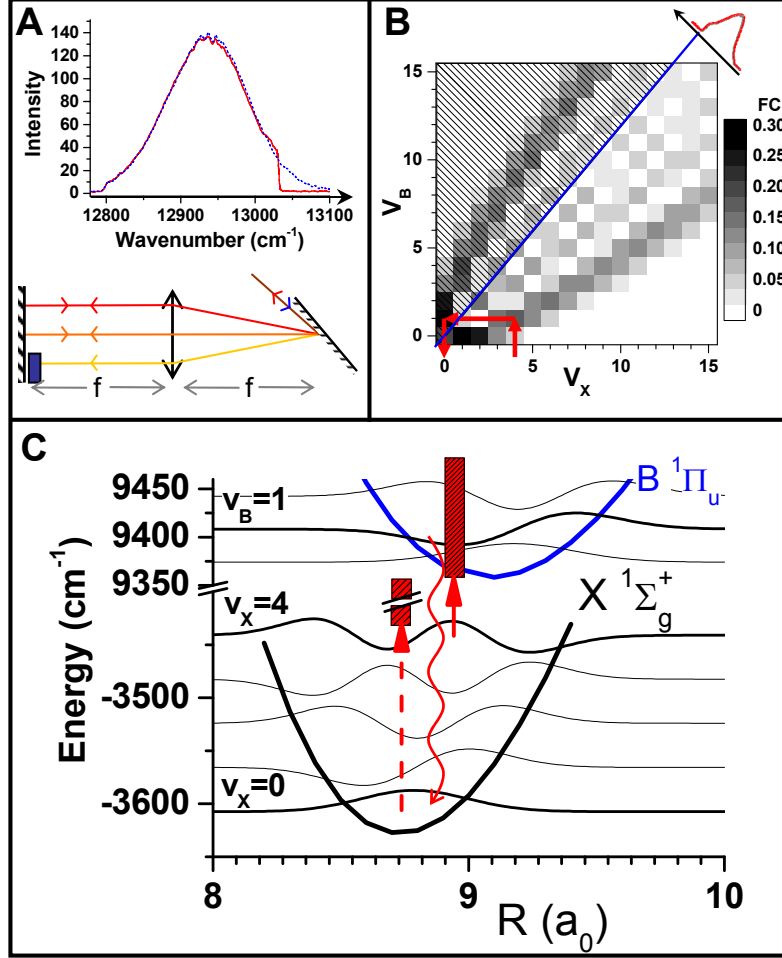 A
140
120
100
80
60
40
20
0
Intensity
12800 12900 13000 13100
Wavenumber (cm⁻¹)
f f
B
15
10
5
0
V_B
0 5 10 15
V_X
FC
0.30
0.25
0.20
0.15
0.10
0.05
0
C
9450
9400
9350
-3500
-3600
Energy (cm⁻¹)
v_B=1
B ¹Π_u
v_X=4
X ¹Σ_g⁺
v_X=0
8 9 10
R (a₀)